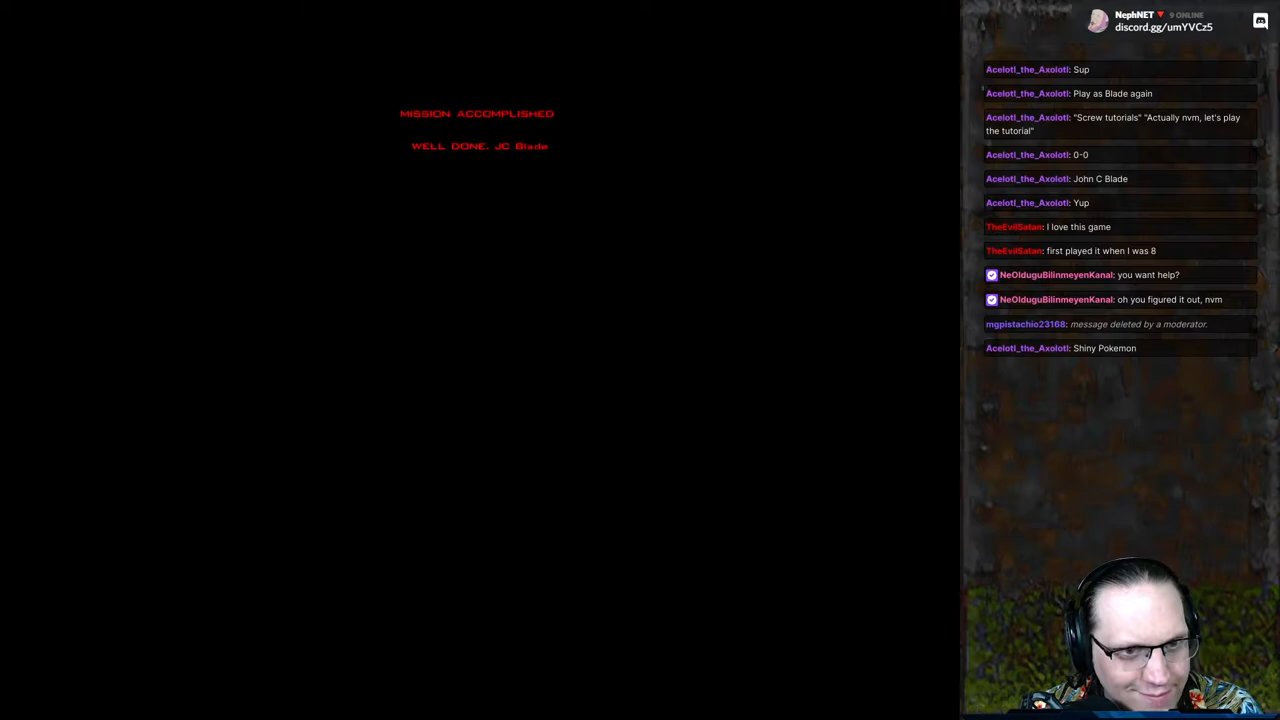 NephNET 9 ONLINE
discord.gg/umYVCz5
MISSION ACCOMPLISHED
WELL DONE, JC Blade
Acelotl_the_Axolotl: Sup
Acelotl_the_Axolotl: Play as Blade again
Acelotl_the_Axolotl: "Screw tutorials" "Actually nvm, let's play
the tutorial"
Acelotl_the_Axolotl: 0-0
Acelotl_the_Axolotl: John C Blade
Acelotl_the_Axolotl: Yup
TheEvilSatan: I love this game
TheEvilSatan: first played it when I was 8
NeOlduguBilinmeyenKanal: you want help?
NeOlduguBilinmeyenKanal: oh you figured it out, nvm
mgpistachio23168: message deleted by a moderator.
Acelotl_the_Axolotl: Shiny Pokemon